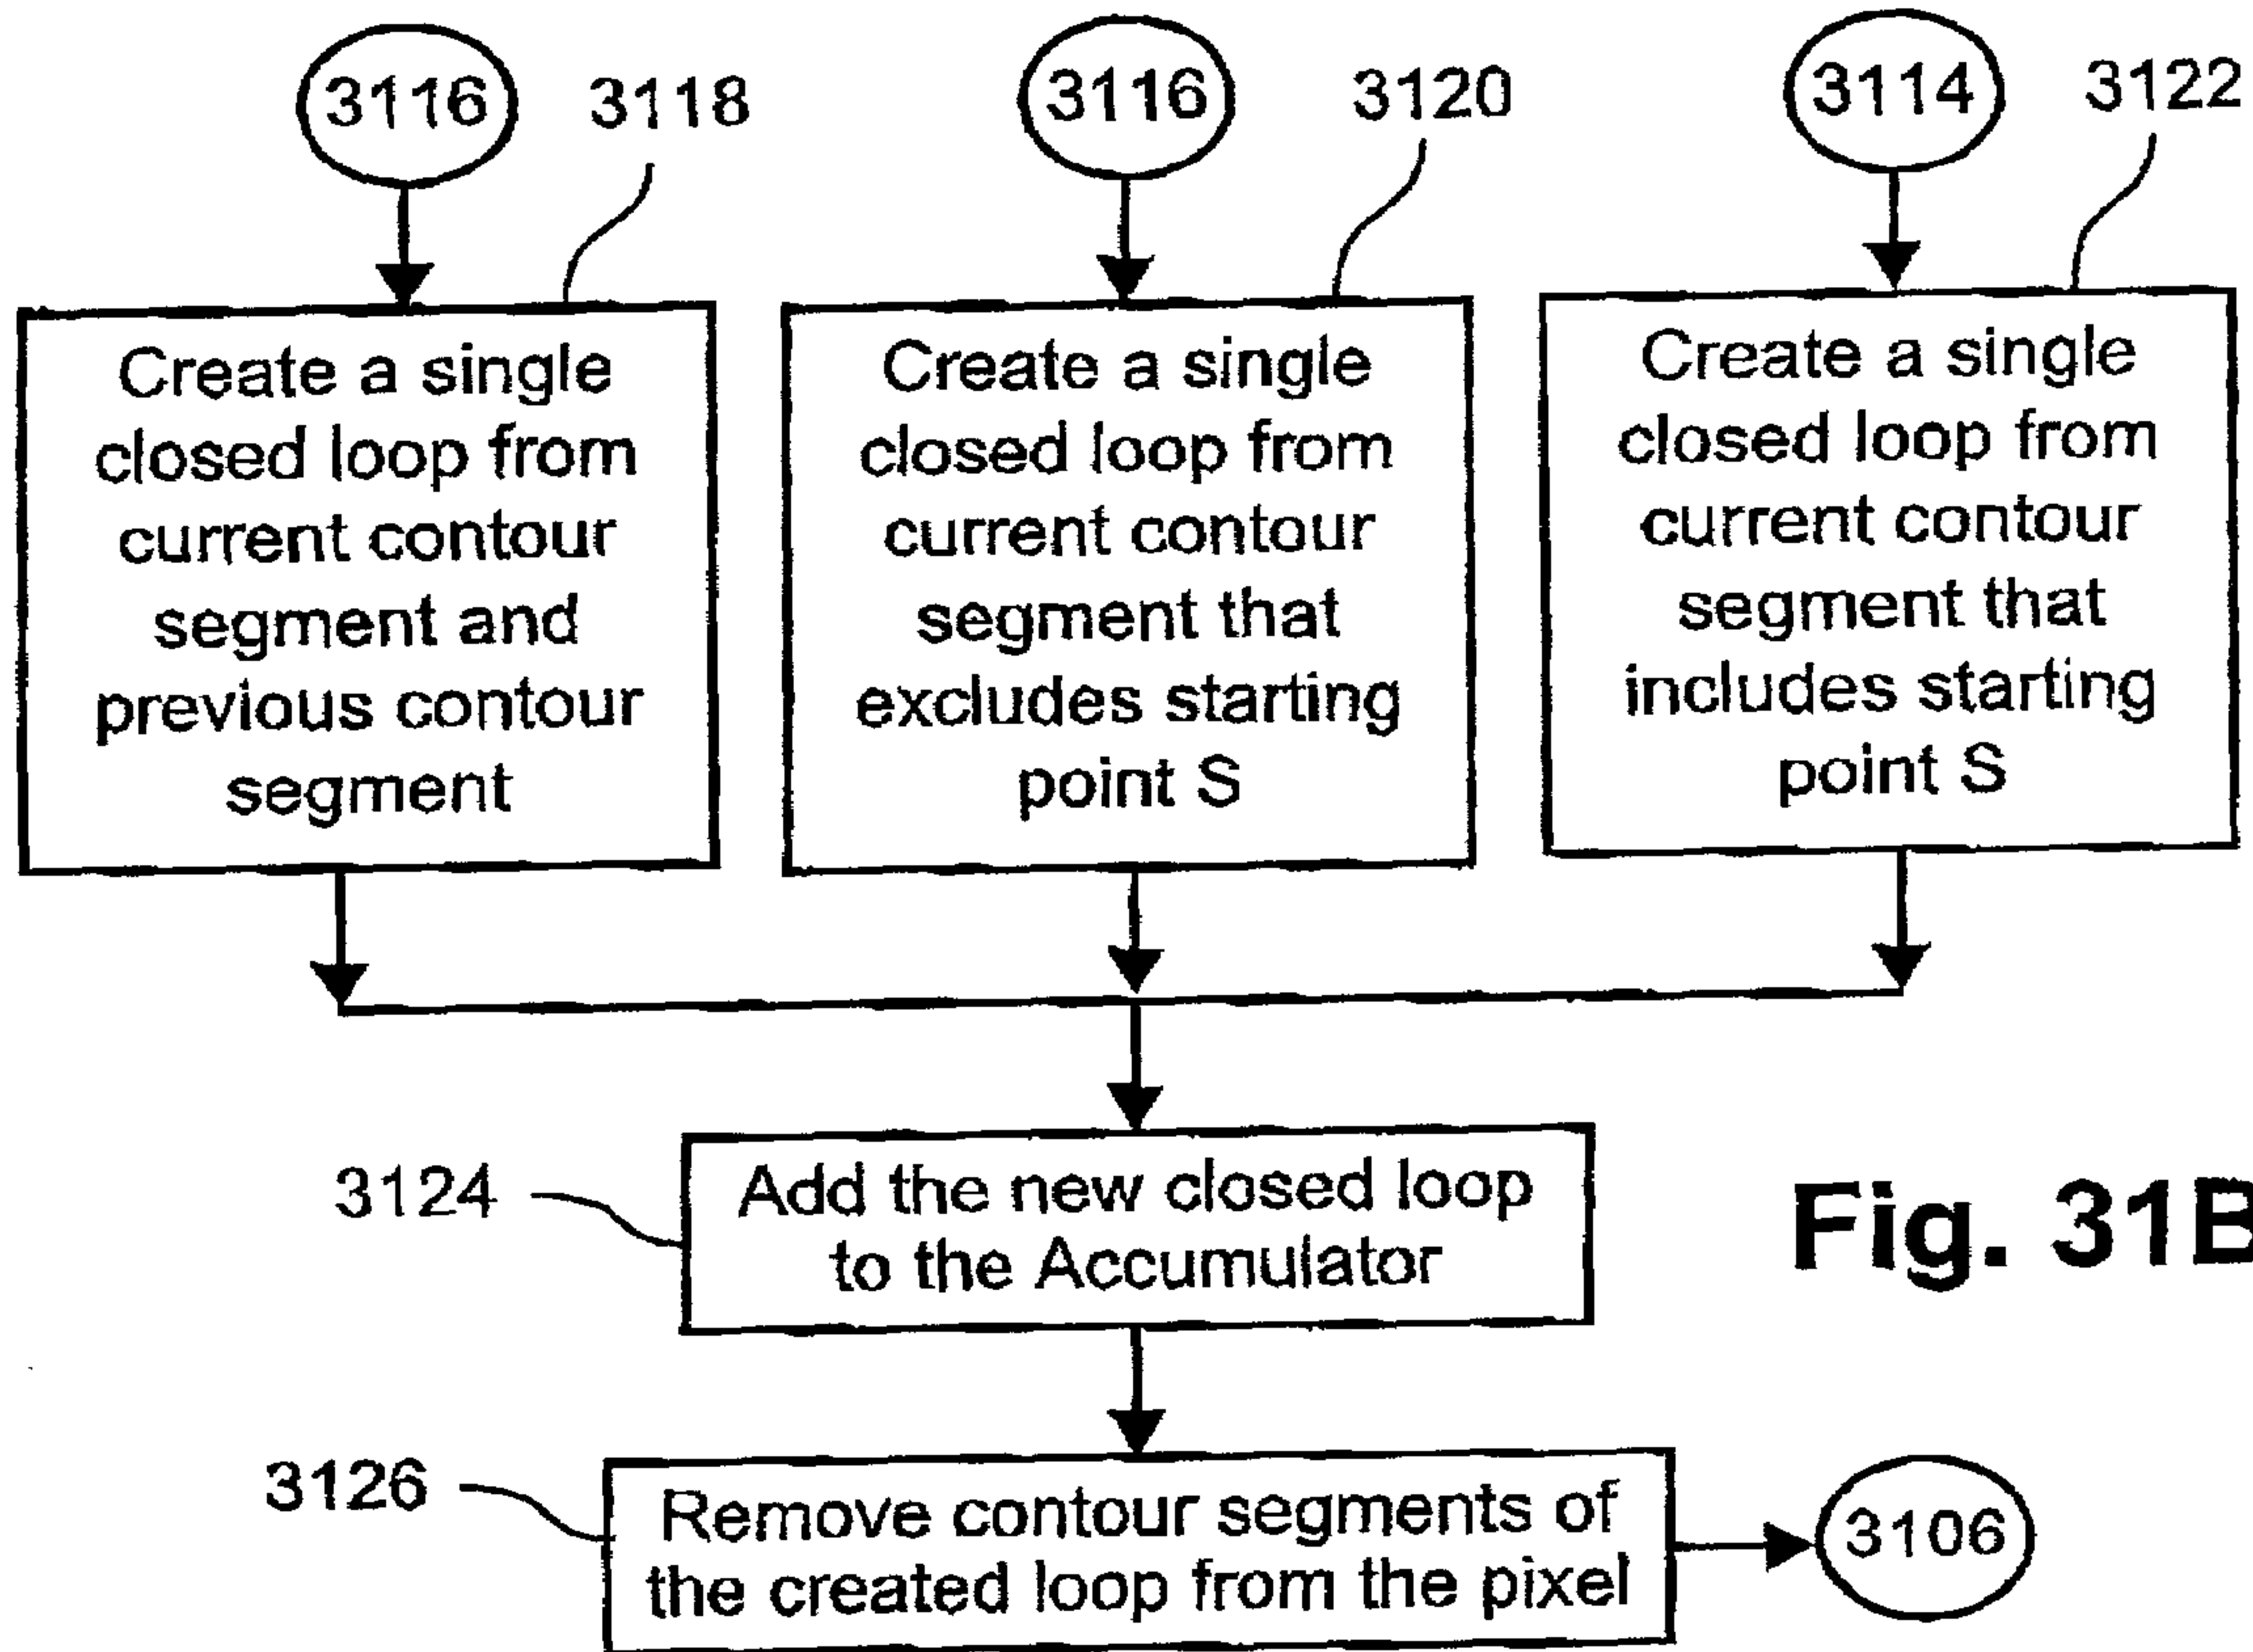 3116
3118
3116
3120
3114
3122
Create a single
closed loop from
current contour
segment and
previous contour
segment
Create a single
closed loop from
current contour
segment that
excludes starting
point S
Create a single
closed loop from
current contour
segment that
includes starting
point S
3124
Add the new closed loop
to the Accumulator
Fig. 31B
3126
Remove contour segments of
the created loop from the pixel
3106